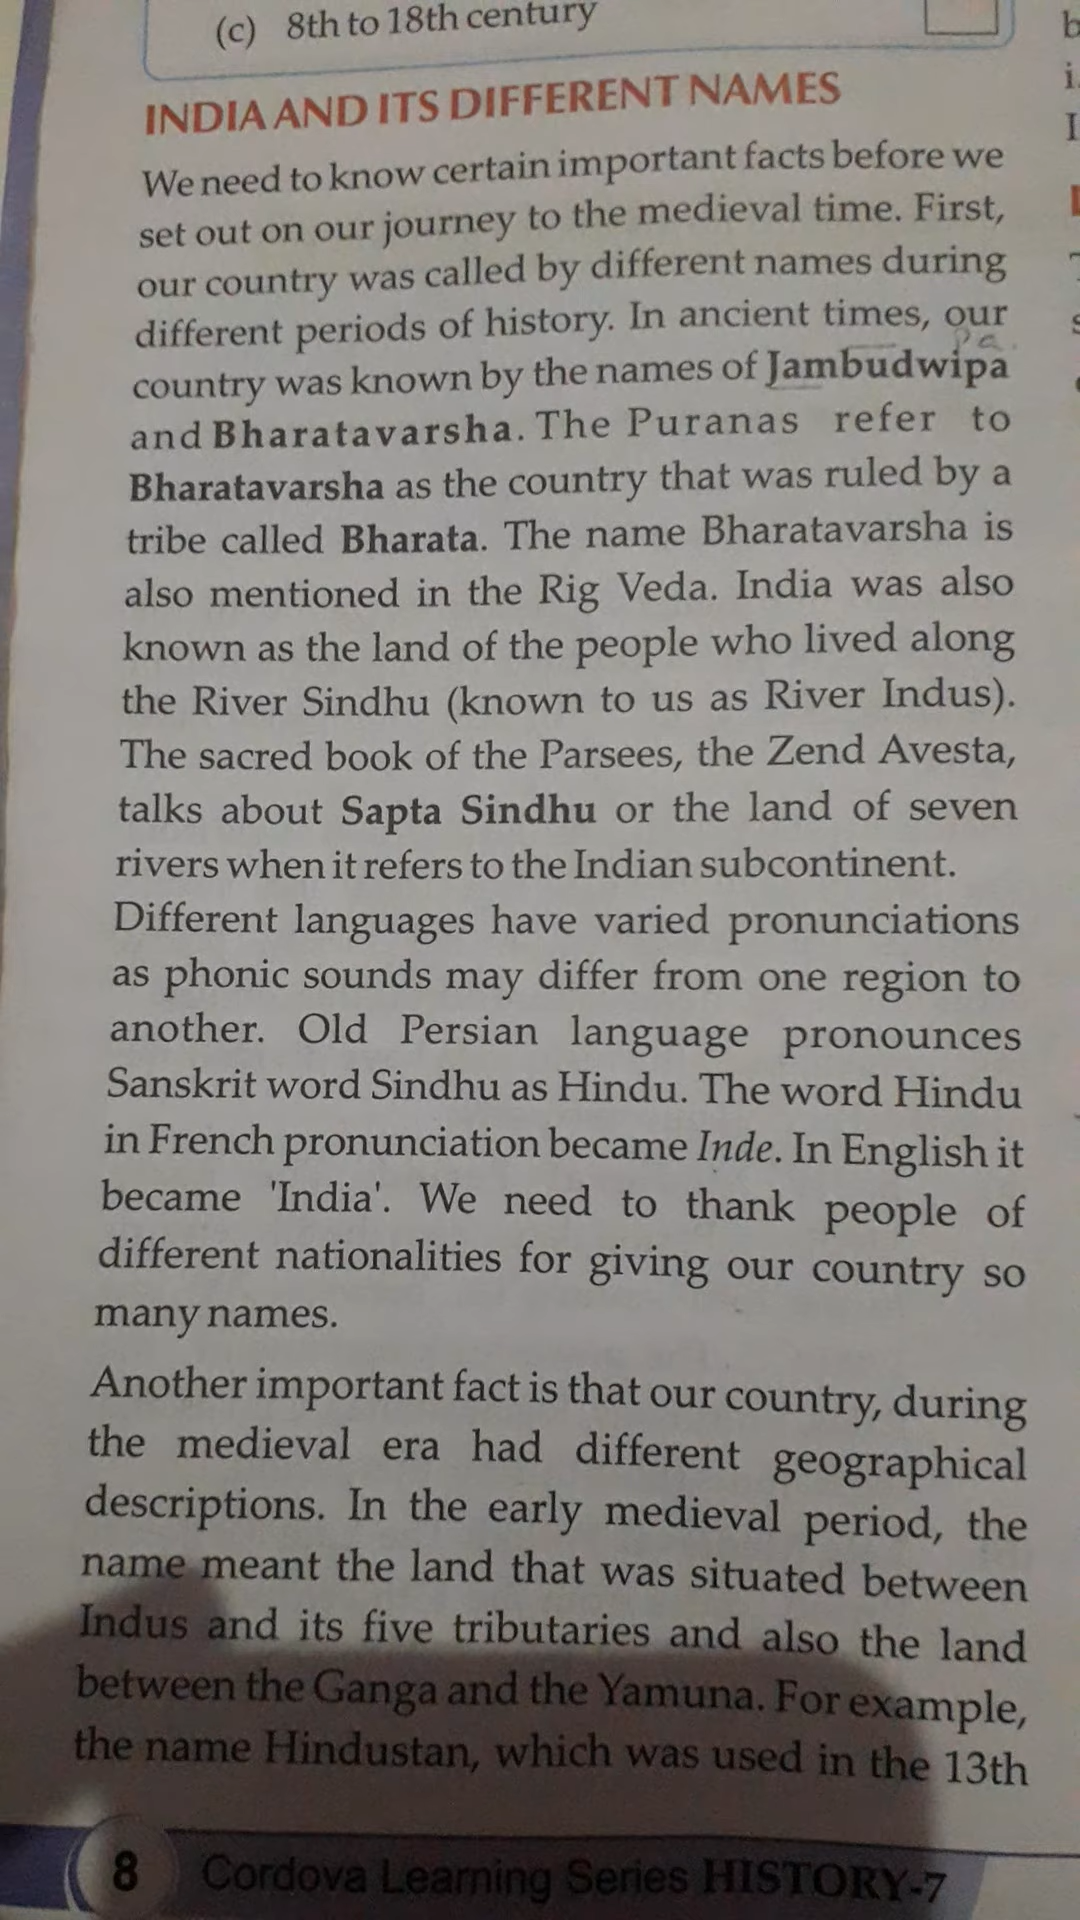 (c) 8th to 18th century
INDIA AND ITS DIFFERENT NAMES
We need to know certain important facts before we
set out on our journey to the medieval time. First,
our country was called by different names during
different periods of history. In ancient times, our
country was known by the names of Jambudwipa
and Bharatavarsha. The Puranas refer to
Bharatavarsha as the country that was ruled by a
tribe called Bharata. The name Bharatavarsha is
also mentioned in the Rig Veda. India was also
known as the land of the people who lived along
the River Sindhu (known to us as River Indus).
The sacred book of the Parsees, the Zend Avesta,
talks about Sapta Sindhu or the land of seven
rivers when it refers to the Indian subcontinent.
Different languages have varied pronunciations
as phonic sounds may differ from one region to
another. Old Persian language pronounces
Sanskrit word Sindhu as Hindu. The word Hindu
in French pronunciation became Inde. In English it
became 'India'. We need to thank people of
different nationalities for giving our country so
many names.
Another important fact is that our country, during
the medieval era had different geographical
descriptions. In the early medieval period, the
name meant the land that was situated between
Indus and its five tributaries and also the land
between the Ganga and the Yamuna. For example,
the name Hindustan, which was used in the 13th
8 Cordova Learning Series HISTORY-7